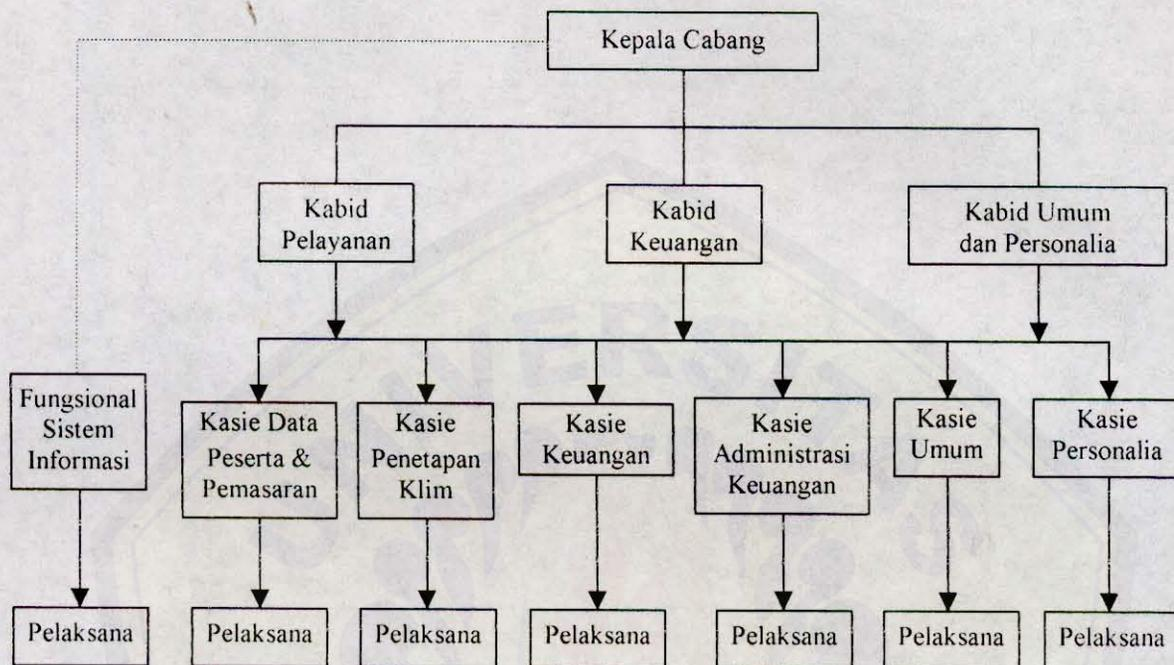 Kepala Cabang
Kabid
Pelayanan
Kabid
Keuangan
Kabid Umum
dan Personalia
Fungsional
Sistem
Informasi
Kasie Data
Peserta &
Pemasaran
Kasie
Penetapan
Klim
Kasie
Keuangan
Kasie
Administrasi
Keuangan
Kasie
Umum
Kasie
Personalia
Pelaksana
Pelaksana
Pelaksana
Pelaksana
Pelaksana
Pelaksana
Pelaksana